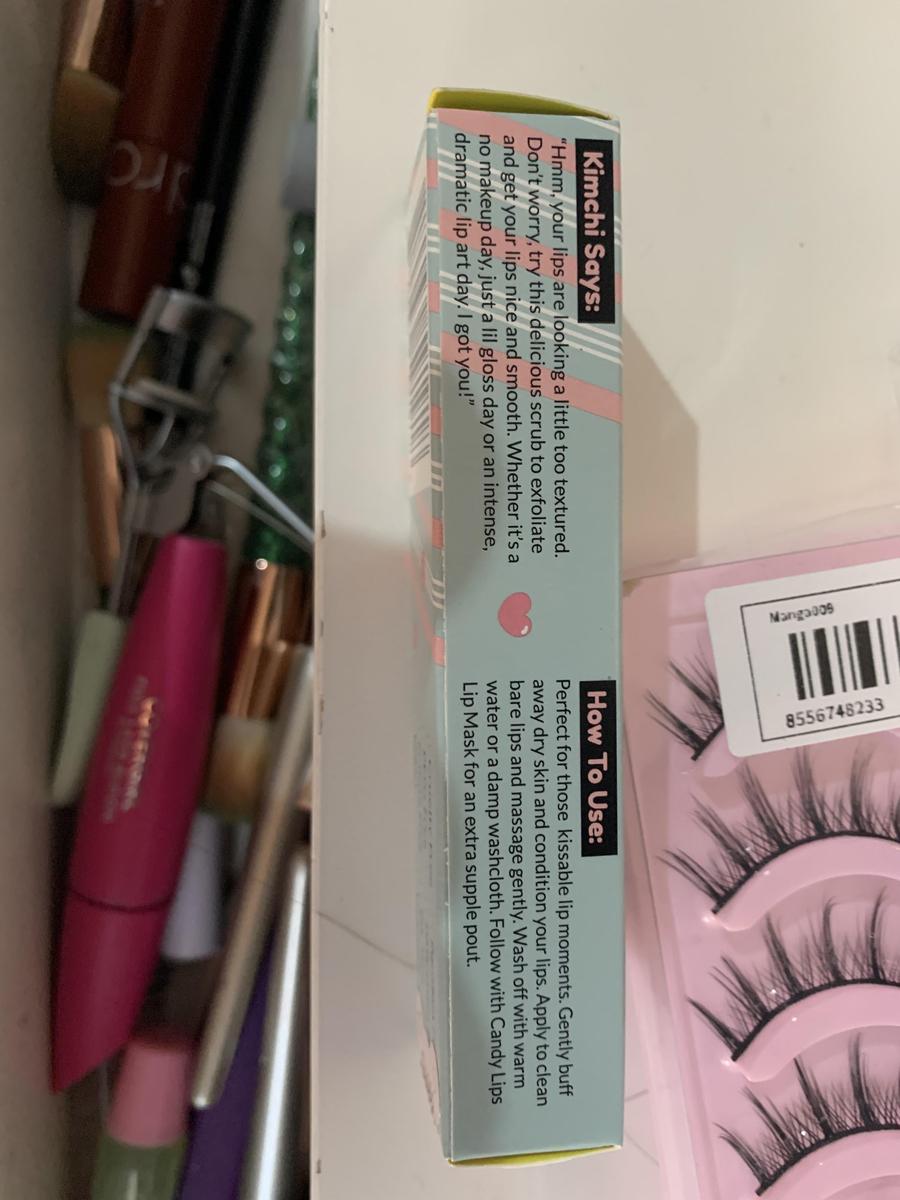 Kimchi Says:
"Hmm, your lips are looking a little too textured.
Don't worry, try this delicious scrub to exfoliate
and get your lips nice and smooth. Whether it's a
no makeup day, just a lil gloss day or an intense,
dramatic lip art day. I got you!"
How To Use:
Perfect for those kissable lip moments. Gently buff
away dry skin and condition your lips. Apply to clean
bare lips and massage gently. Wash off with warm
water or a damp washcloth. Follow with Candy Lips
Lip Mask for an extra supple pout.
Manga009
8556748233